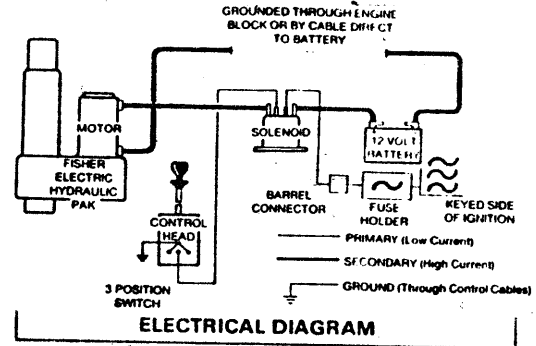 GROUNDED THROUGH ENGINE
BLOCK OR BY CABLE DIRECT
TO BATTERY
MOTOR
SOLENOID
12 VOLT
BATTERY
FISHER
ELECTRIC
HYDRAULIC
PAK
BARREL
CONNECTOR
FUSE
HOLDER
KEYED SIDE
OF IGNITION
CONTROL
HEAD
PRIMARY (Low Current)
SECONDARY (High Current)
3 POSITION
SWITCH
GROUND (Through Control Cables)
ELECTRICAL DIAGRAM